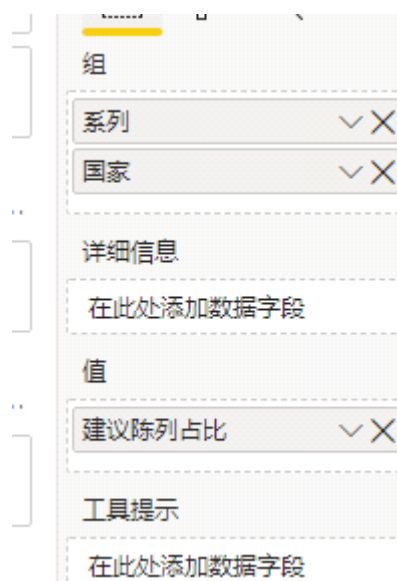 组
系列
国家
详细信息
在此处添加数据字段
值
建议陈列占比
工具提示
在此处添加数据字段